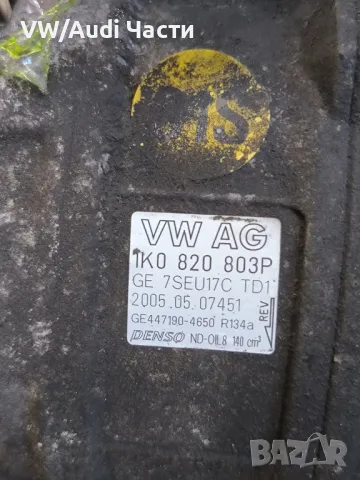 VW/Audi Части
S
VW AG
1K0 820 803P
GE 7SEU17C TD1
2005.05.07451
GE447190-4650 R134a
DENSO ND-OIL8 140 cm³
REV
BAZAR
bg